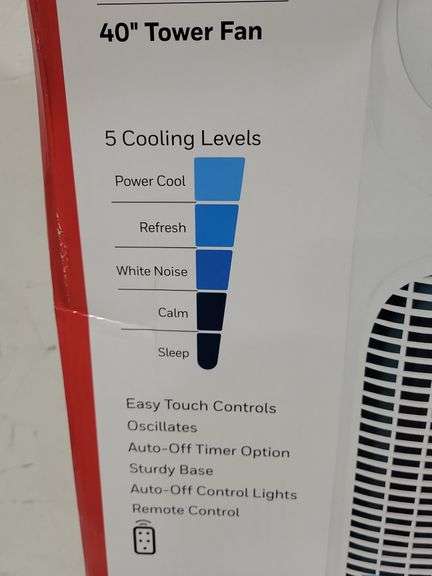 40" Tower Fan
5 Cooling Levels
Power Cool
Refresh
White Noise
Calm
Sleep
Easy Touch Controls
Oscillates
Auto-Off Timer Option
Sturdy Base
Auto-Off Control Lights
Remote Control